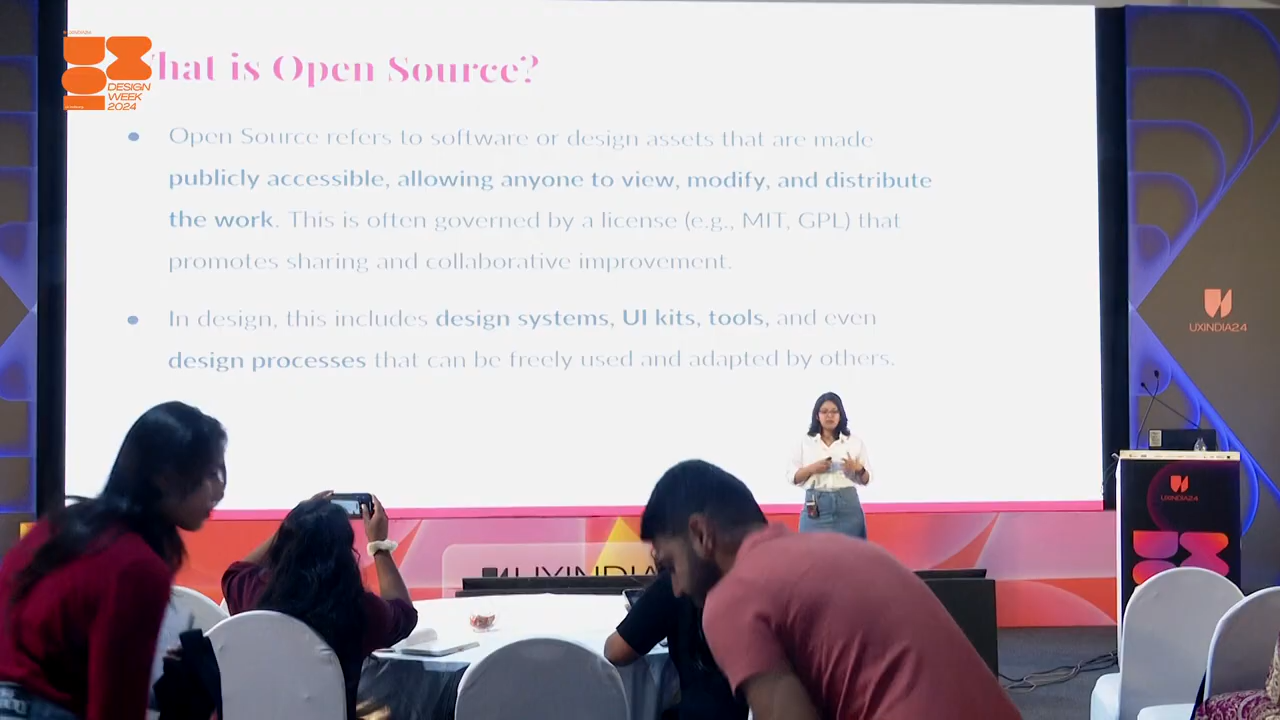 UXINDIA24
DESIGN
WEEK
2024
hat is Open Source?
Open Source refers to software or design assets that are made
publicly accessible, allowing anyone to view, modify, and distribute
the work. This is often governed by a license (e.g., MIT, GPL) that
promotes sharing and collaborative improvement.
In design, this includes design systems, UI kits, tools, and even
design processes that can be freely used and adapted by others.
UXINDIA24
UXINDIA24
UXINDIA